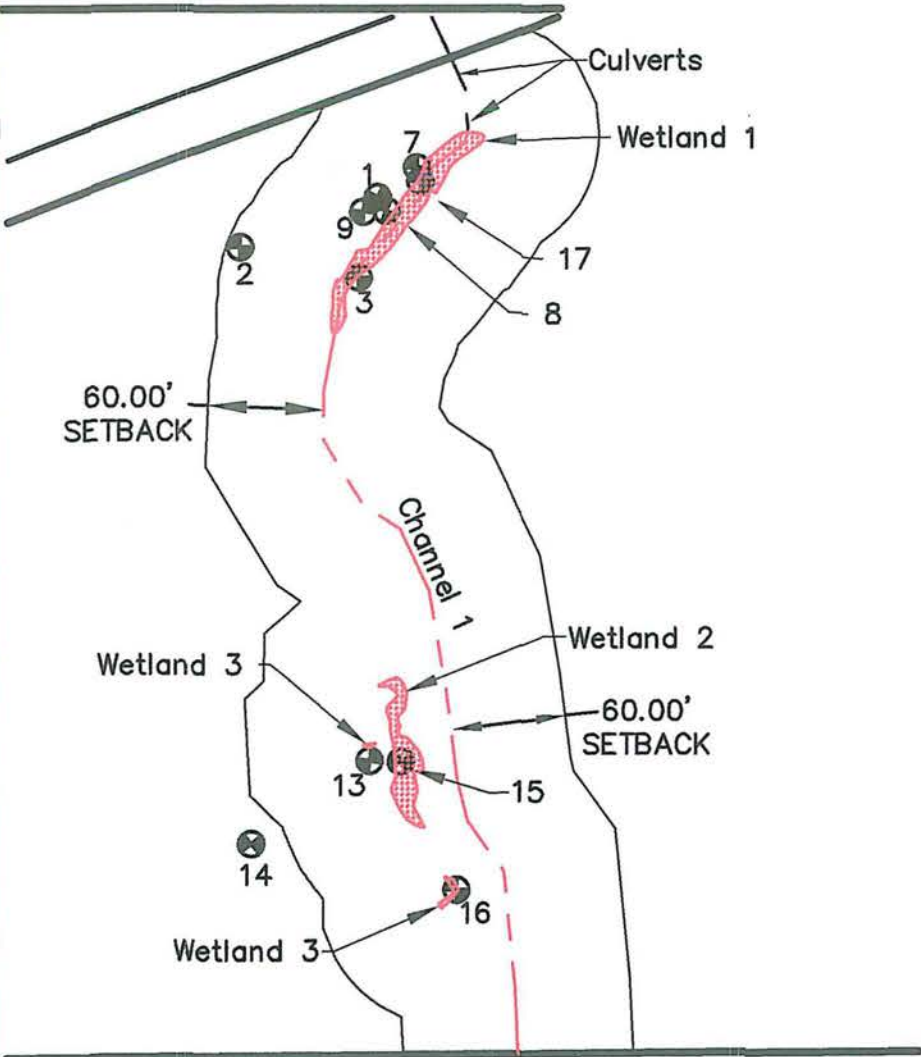 Culverts
Wetland 1
7
1
9
2
17
3
8
60.00'
SETBACK
Channel 1
Wetland 2
Wetland 3
60.00'
SETBACK
13
15
14
16
Wetland 3